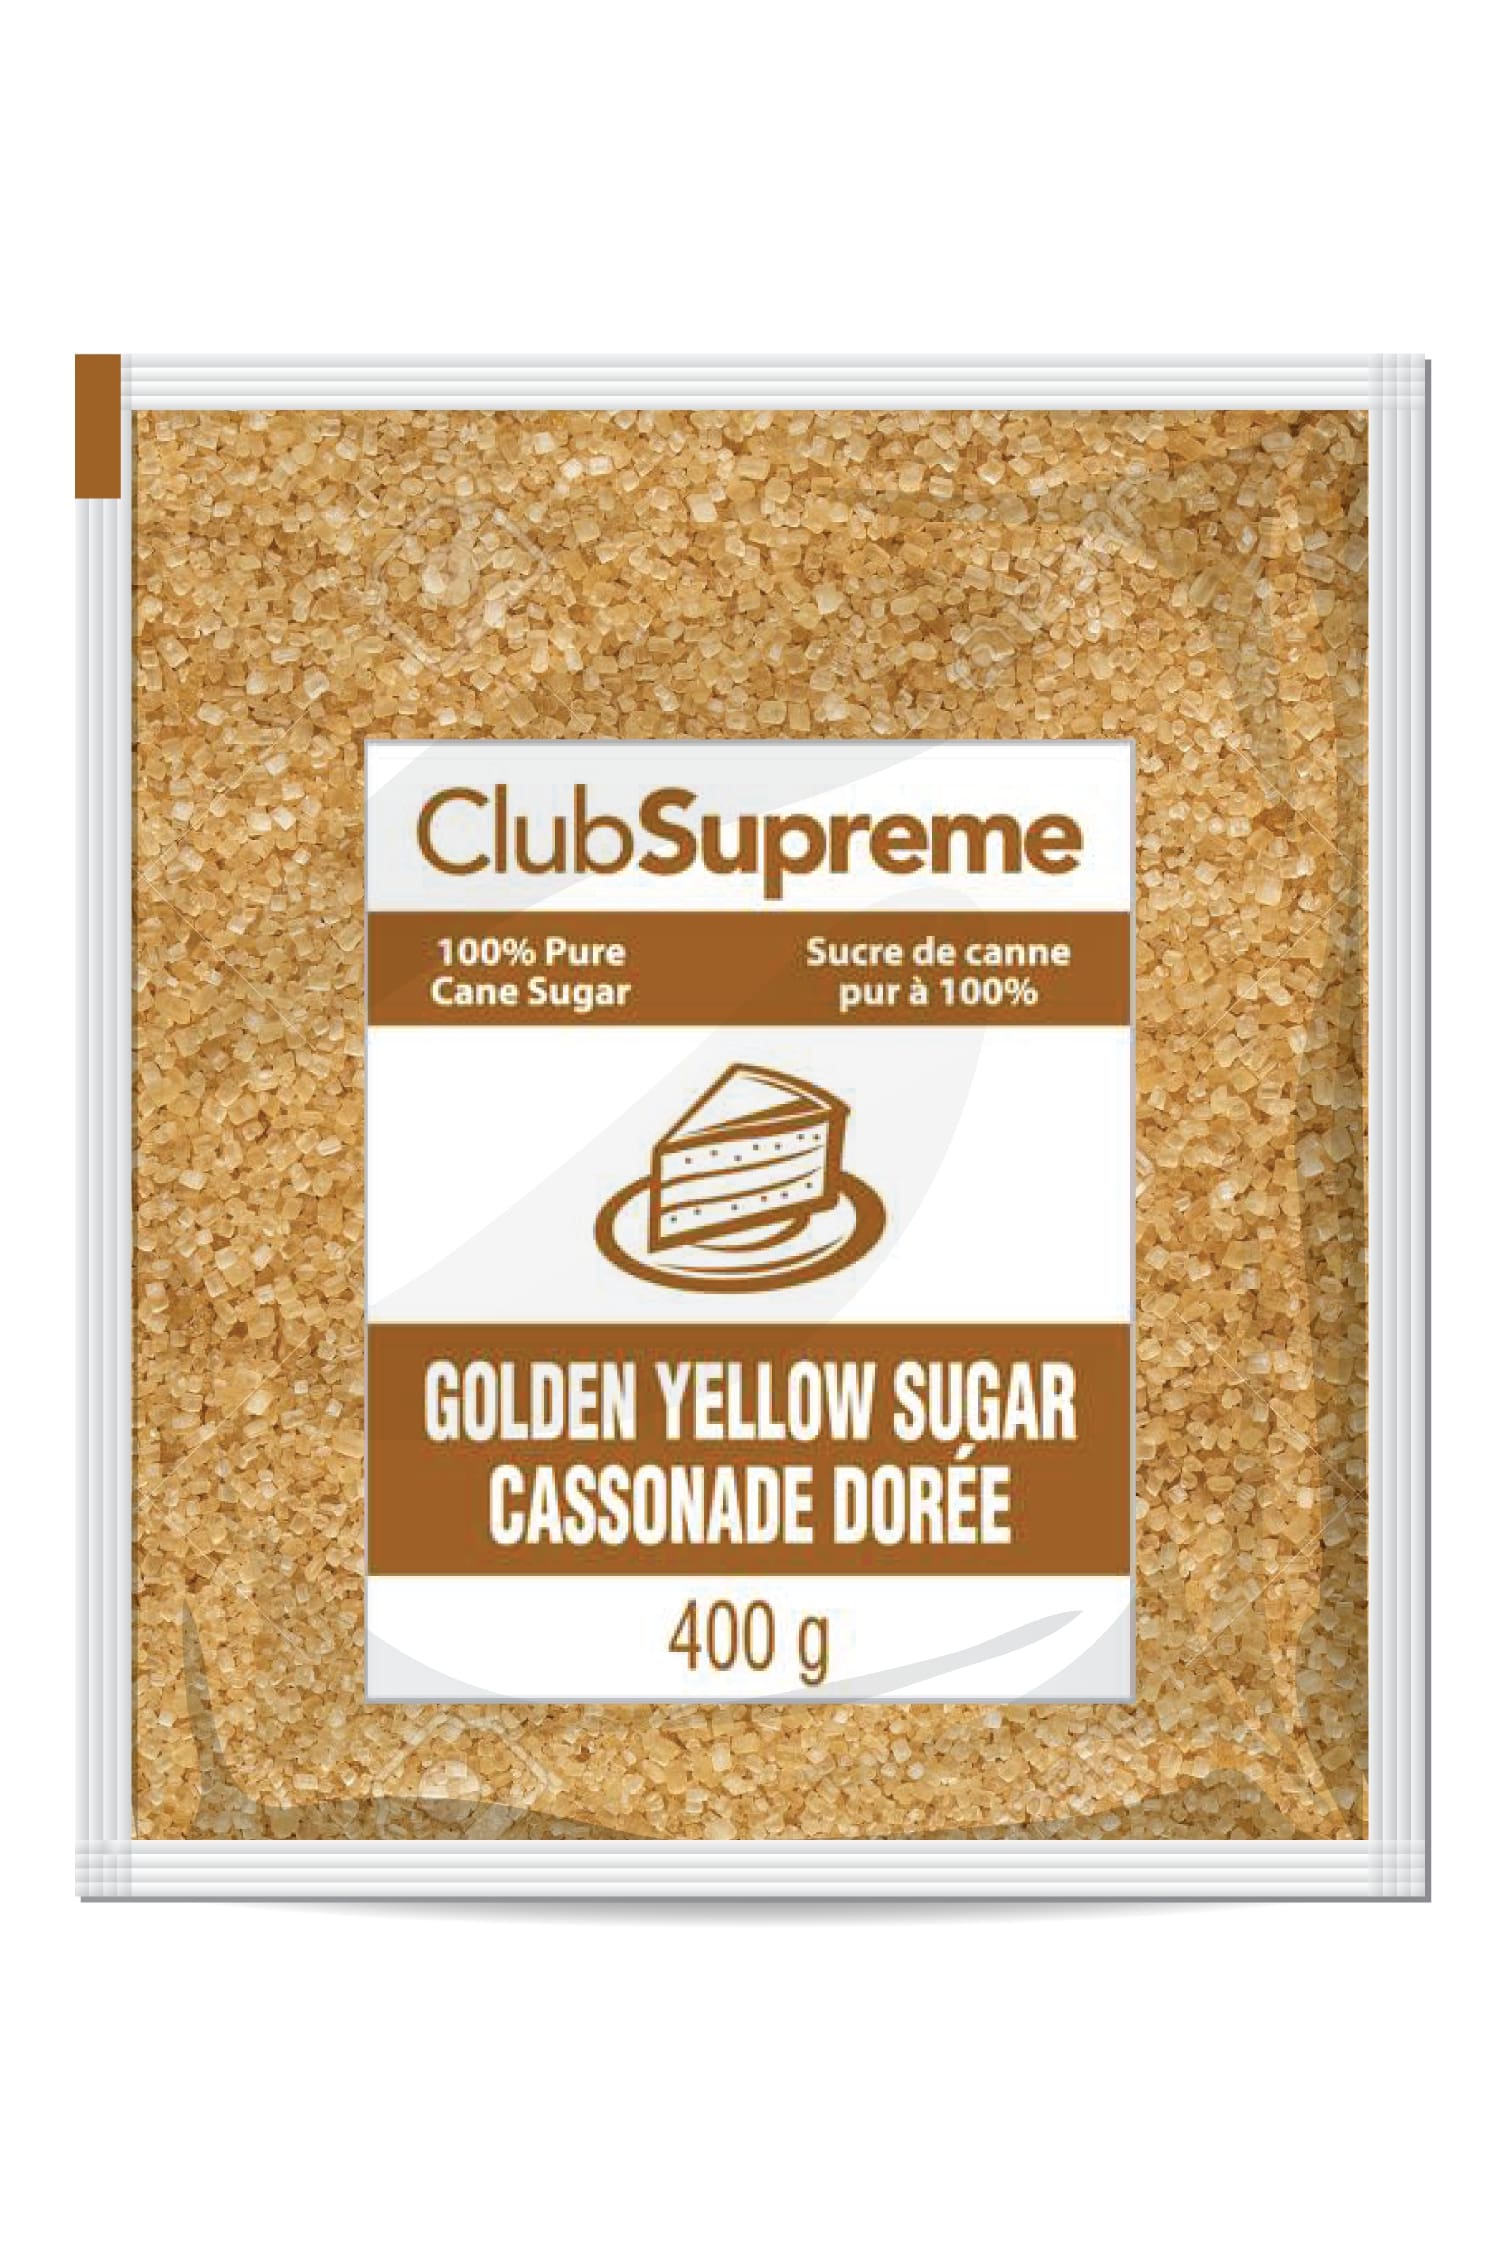 ClubSupreme
100% Pure
Cane Sugar
Sucre de canne
pur à 100%
GOLDEN YELLOW SUGAR
CASSONADE DORÉE
400 g